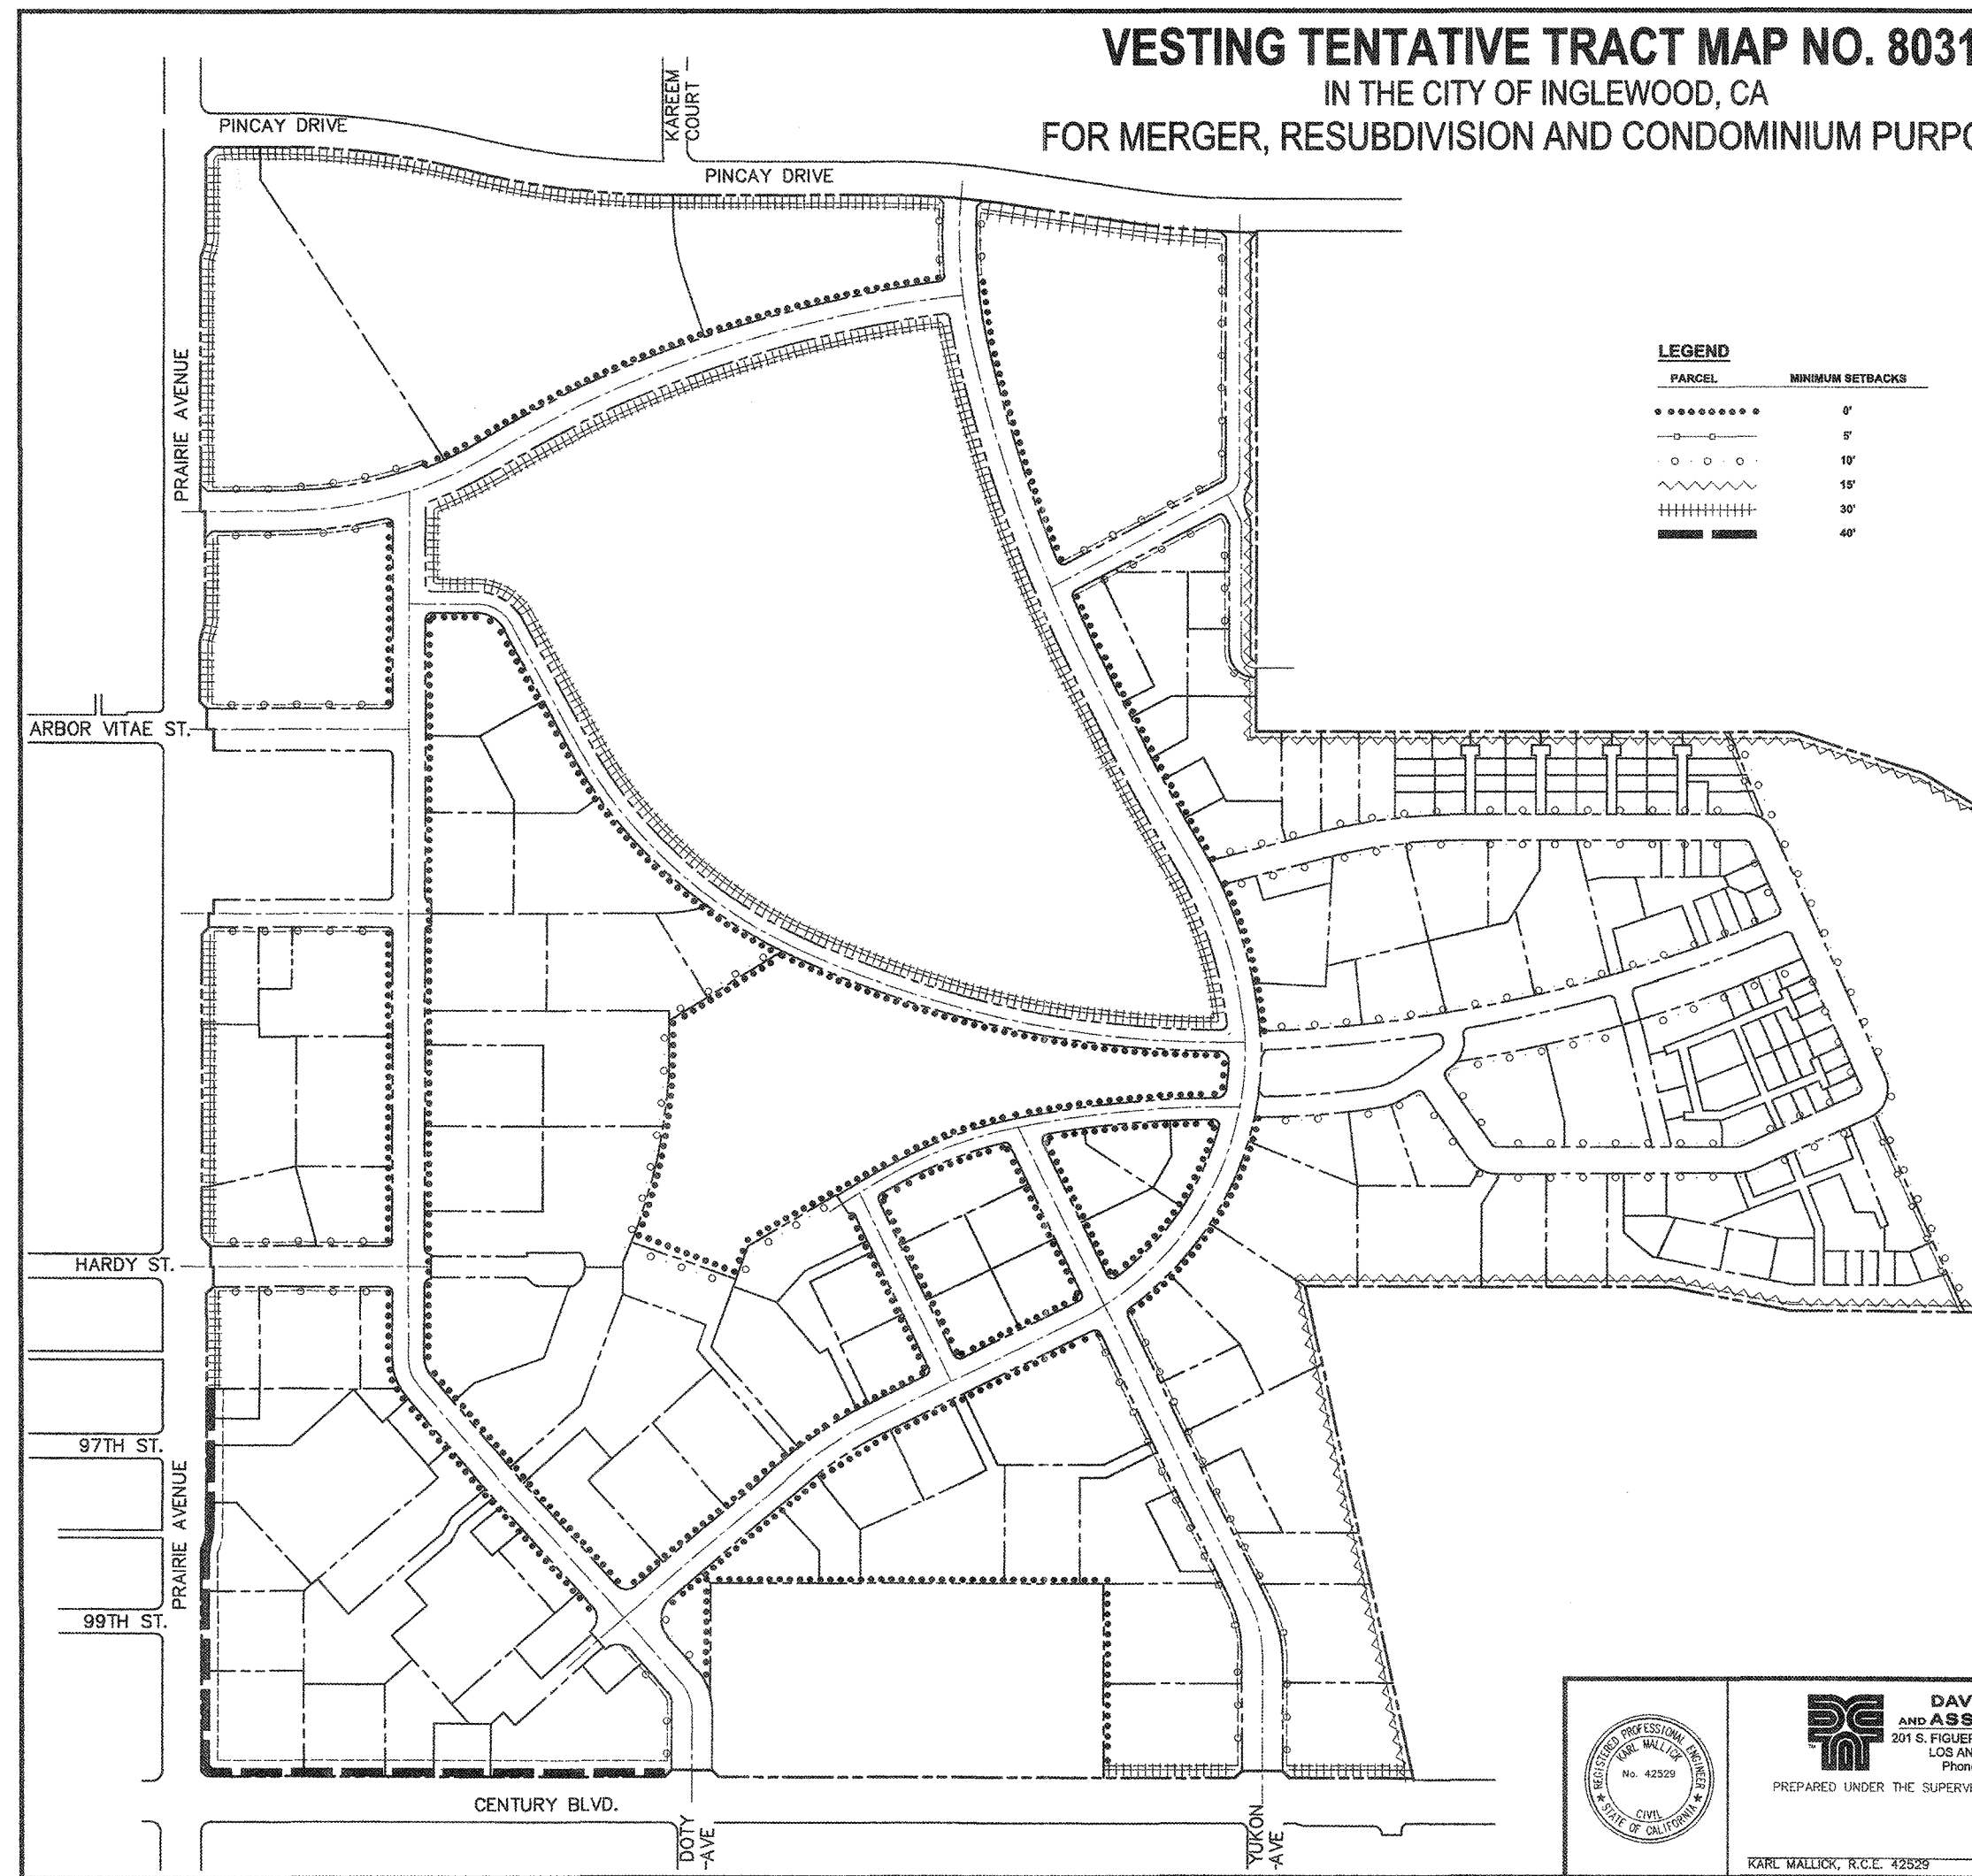 VESTING TENTATIVE TRACT MAP NO. 8031
IN THE CITY OF INGLEWOOD, CA
FOR MERGER, RESUBDIVISION AND CONDOMINIUM PURPO
PINCAY DRIVE
KAREEM
COURT
PINCAY DRIVE
PRAIRIE AVENUE
LEGEND
PARCEL MINIMUM SETBACKS
0'
5'
10'
15'
30'
40'
ARBOR VITAE ST.
HARDY ST.
97TH ST.
PRAIRIE AVENUE
99TH ST.
CENTURY BLVD.
DOTY
AVE
YUKON
AVE
REGISTERED PROFESSIONAL ENGINEER
KARL MALLICK
No. 42529
CIVIL
STATE OF CALIFORNIA
DAV
AND ASS
201 S. FIGUER
LOS AN
Phon
TM
PREPARED UNDER THE SUPERV
KARL MALLICK, R.C.E. 42529